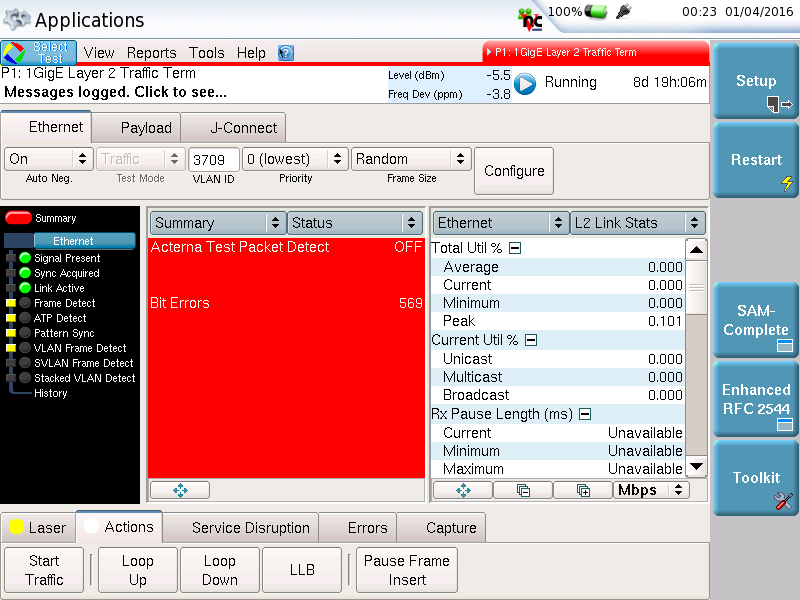 Applications
100%
00:23 01/04/2016
Select Test View Reports Tools Help
P1: 1GigE Layer 2 Traffic Term
P1: 1GigE Layer 2 Traffic Term
Messages logged. Click to see...
Level (dBm) -5.5
Freq Dev (ppm) -3.8
Running 8d 19h:06m
Setup
Restart
SAM-Complete
Enhanced RFC 2544
Toolkit
Ethernet Payload J-Connect
On Traffic 3709 0 (lowest) Random
Auto Neg. Test Mode VLAN ID Priority Frame Size
Configure
Summary
Ethernet
Signal Present
Sync Acquired
Link Active
Frame Detect
ATP Detect
Pattern Sync
VLAN Frame Detect
SVLAN Frame Detect
Stacked VLAN Detect
History
Summary Status
Acterna Test Packet Detect OFF
Bit Errors 569
Ethernet L2 Link Stats
Total Util %
Average 0.000
Current 0.000
Minimum 0.000
Peak 0.101
Current Util %
Unicast 0.000
Multicast 0.000
Broadcast 0.000
Rx Pause Length (ms)
Current Unavailable
Minimum Unavailable
Maximum Unavailable
Mbps
Laser Actions Service Disruption Errors Capture
Start Traffic
Loop Up
Loop Down
LLB
Pause Frame Insert